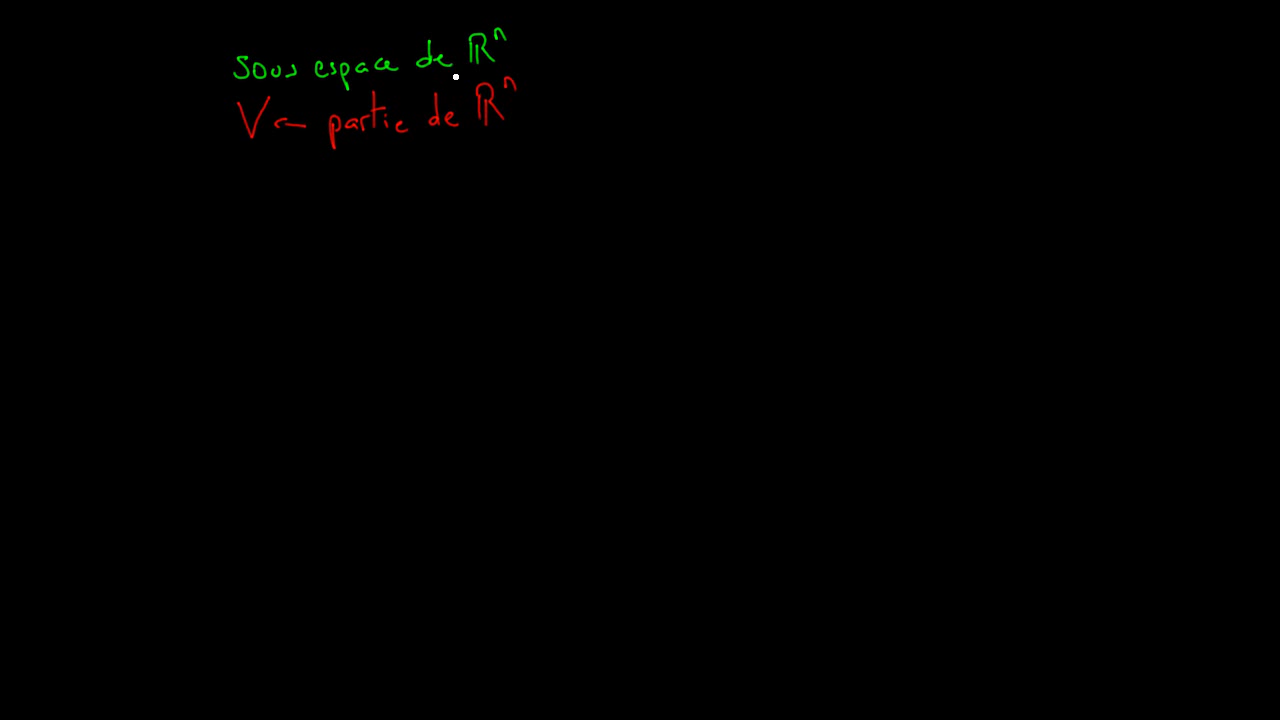 Sous espace de ℝⁿ
V ← partie de ℝⁿ